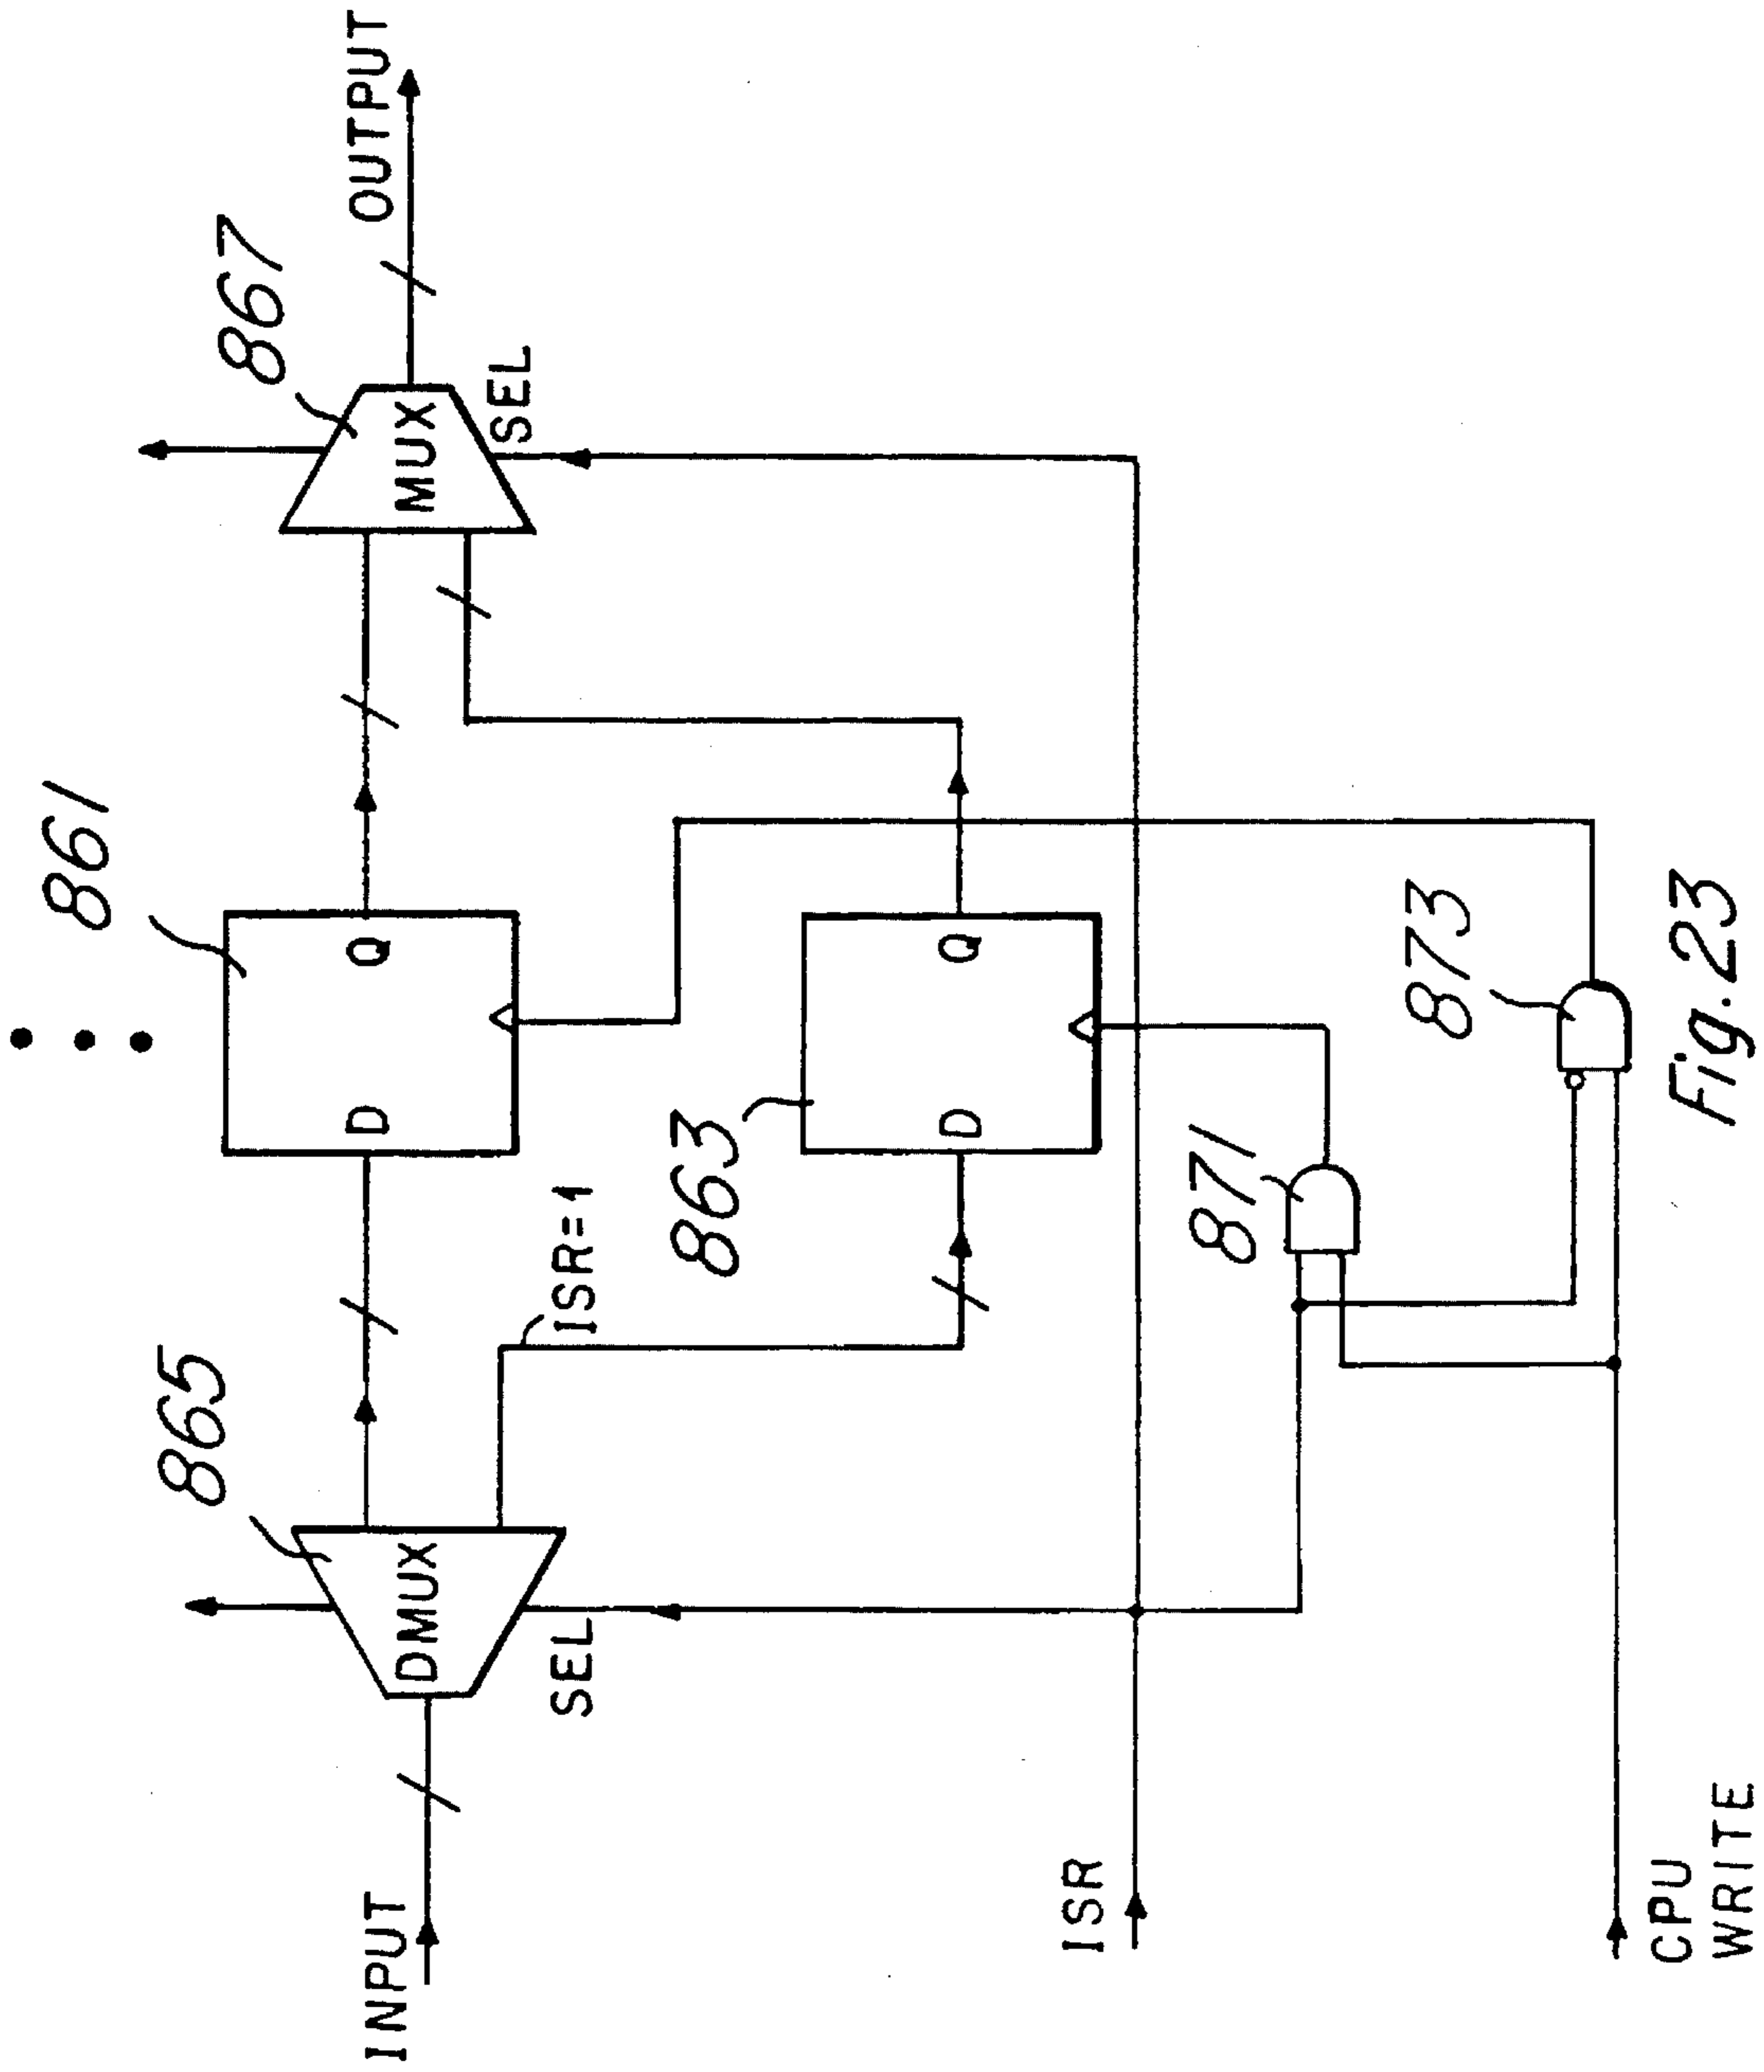 861
865
867
D
Q
INPUT
DMUX
MUX
OUTPUT
SEL
SEL
ISR=1
863
D
Q
ISR
871
873
CPU
WRITE
Fig. 23